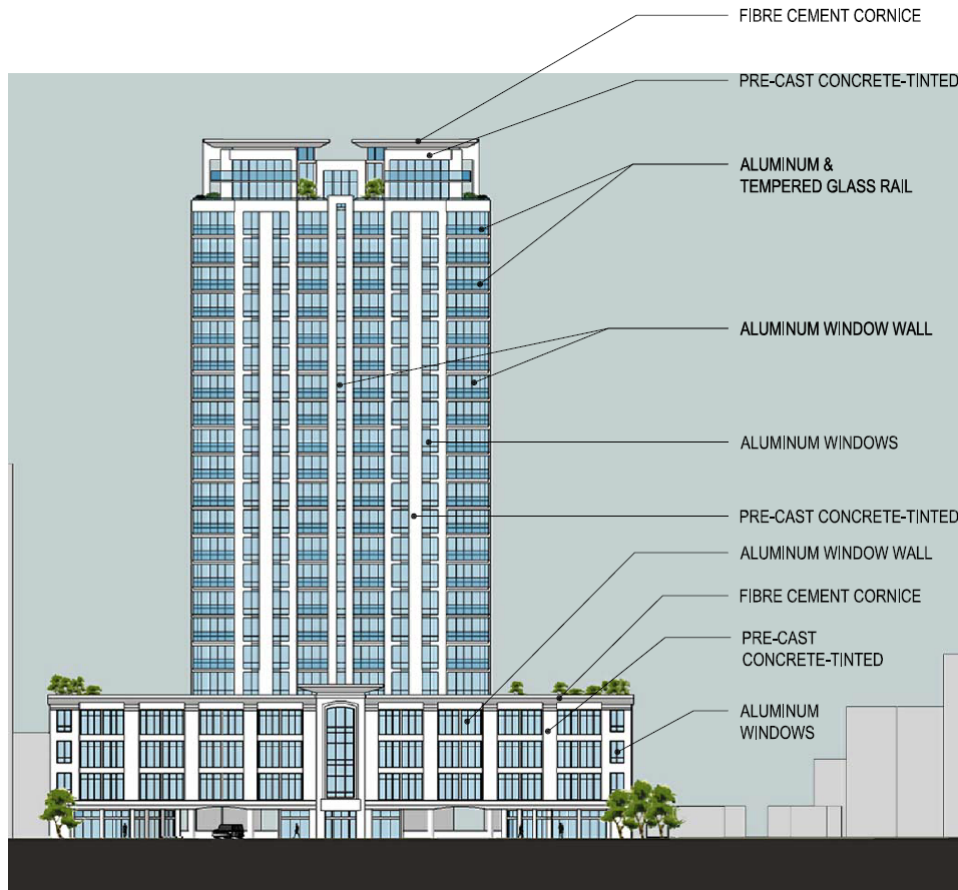 FIBRE CEMENT CORNICE
PRE-CAST CONCRETE-TINTED
ALUMINUM &
TEMPERED GLASS RAIL
ALUMINUM WINDOW WALL
ALUMINUM WINDOWS
PRE-CAST CONCRETE-TINTED
ALUMINUM WINDOW WALL
FIBRE CEMENT CORNICE
PRE-CAST
CONCRETE-TINTED
ALUMINUM
WINDOWS